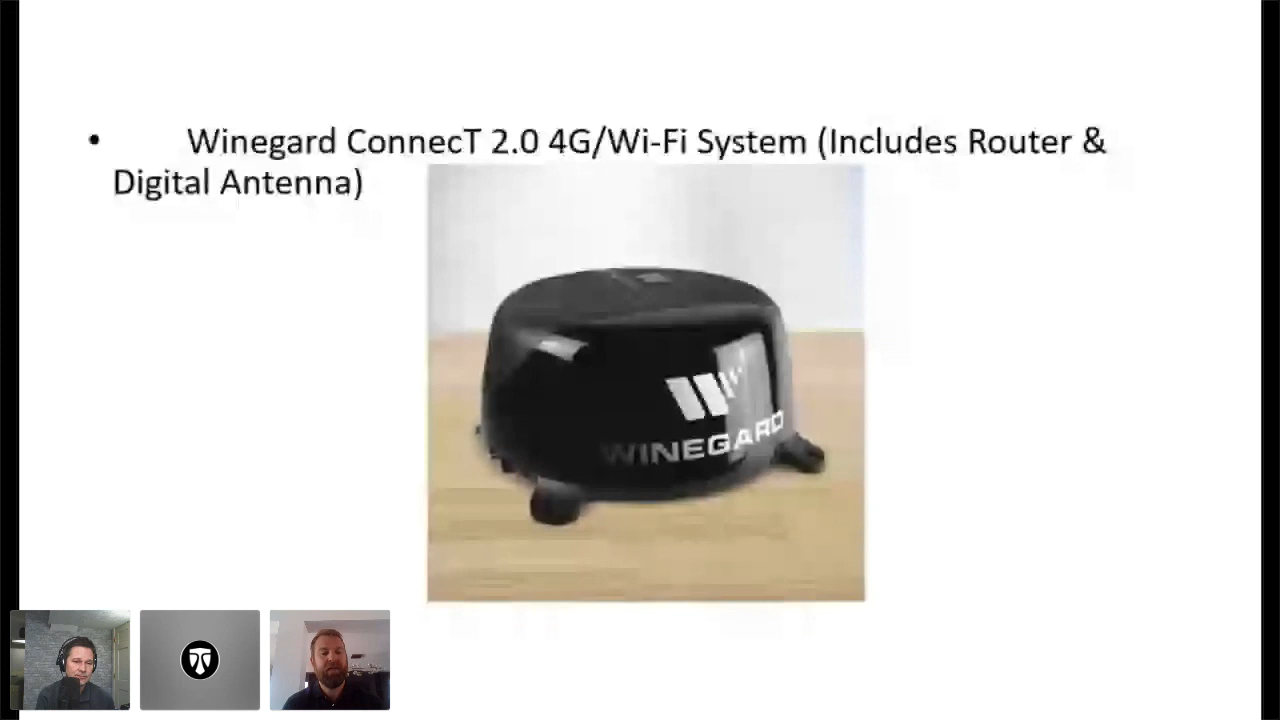 • Winegard ConnecT 2.0 4G/Wi-Fi System (Includes Router &
Digital Antenna)
WINEGARD